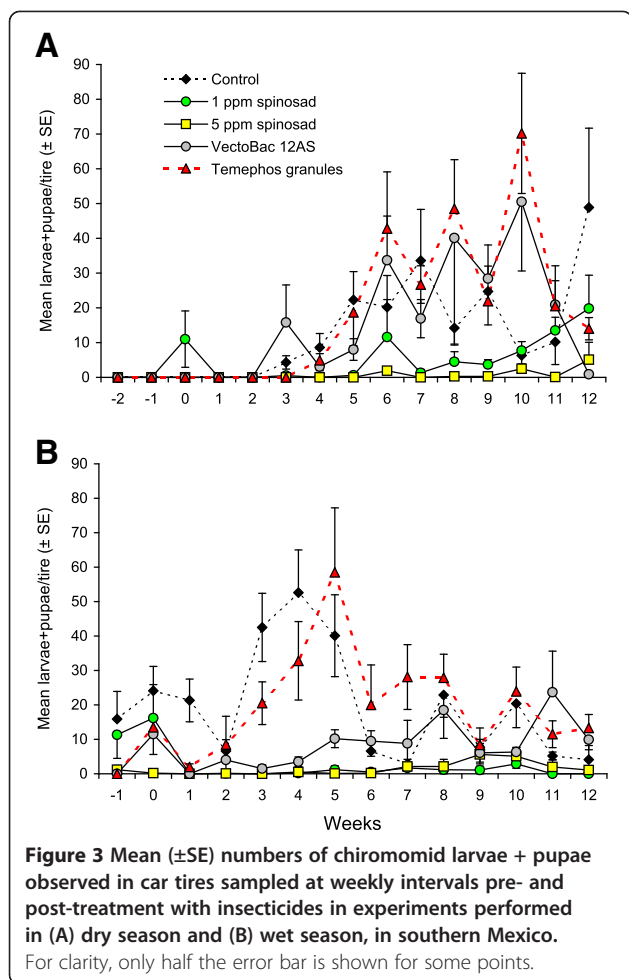 A
90
80
70
60
50
40
30
20
10
0
Mean larvae+pupae/tire (± SE)
Control
1 ppm spinosad
5 ppm spinosad
VectoBac 12AS
Temephos granules
-2 -1 0 1 2 3 4 5 6 7 8 9 10 11 12
B
90
80
70
60
50
40
30
20
10
0
Mean larvae+pupae/tire (± SE)
-1 0 1 2 3 4 5 6 7 8 9 10 11 12
Weeks
Figure 3 Mean (±SE) numbers of chiromomid larvae + pupae
observed in car tires sampled at weekly intervals pre- and
post-treatment with insecticides in experiments performed
in (A) dry season and (B) wet season, in southern Mexico.
For clarity, only half the error bar is shown for some points.